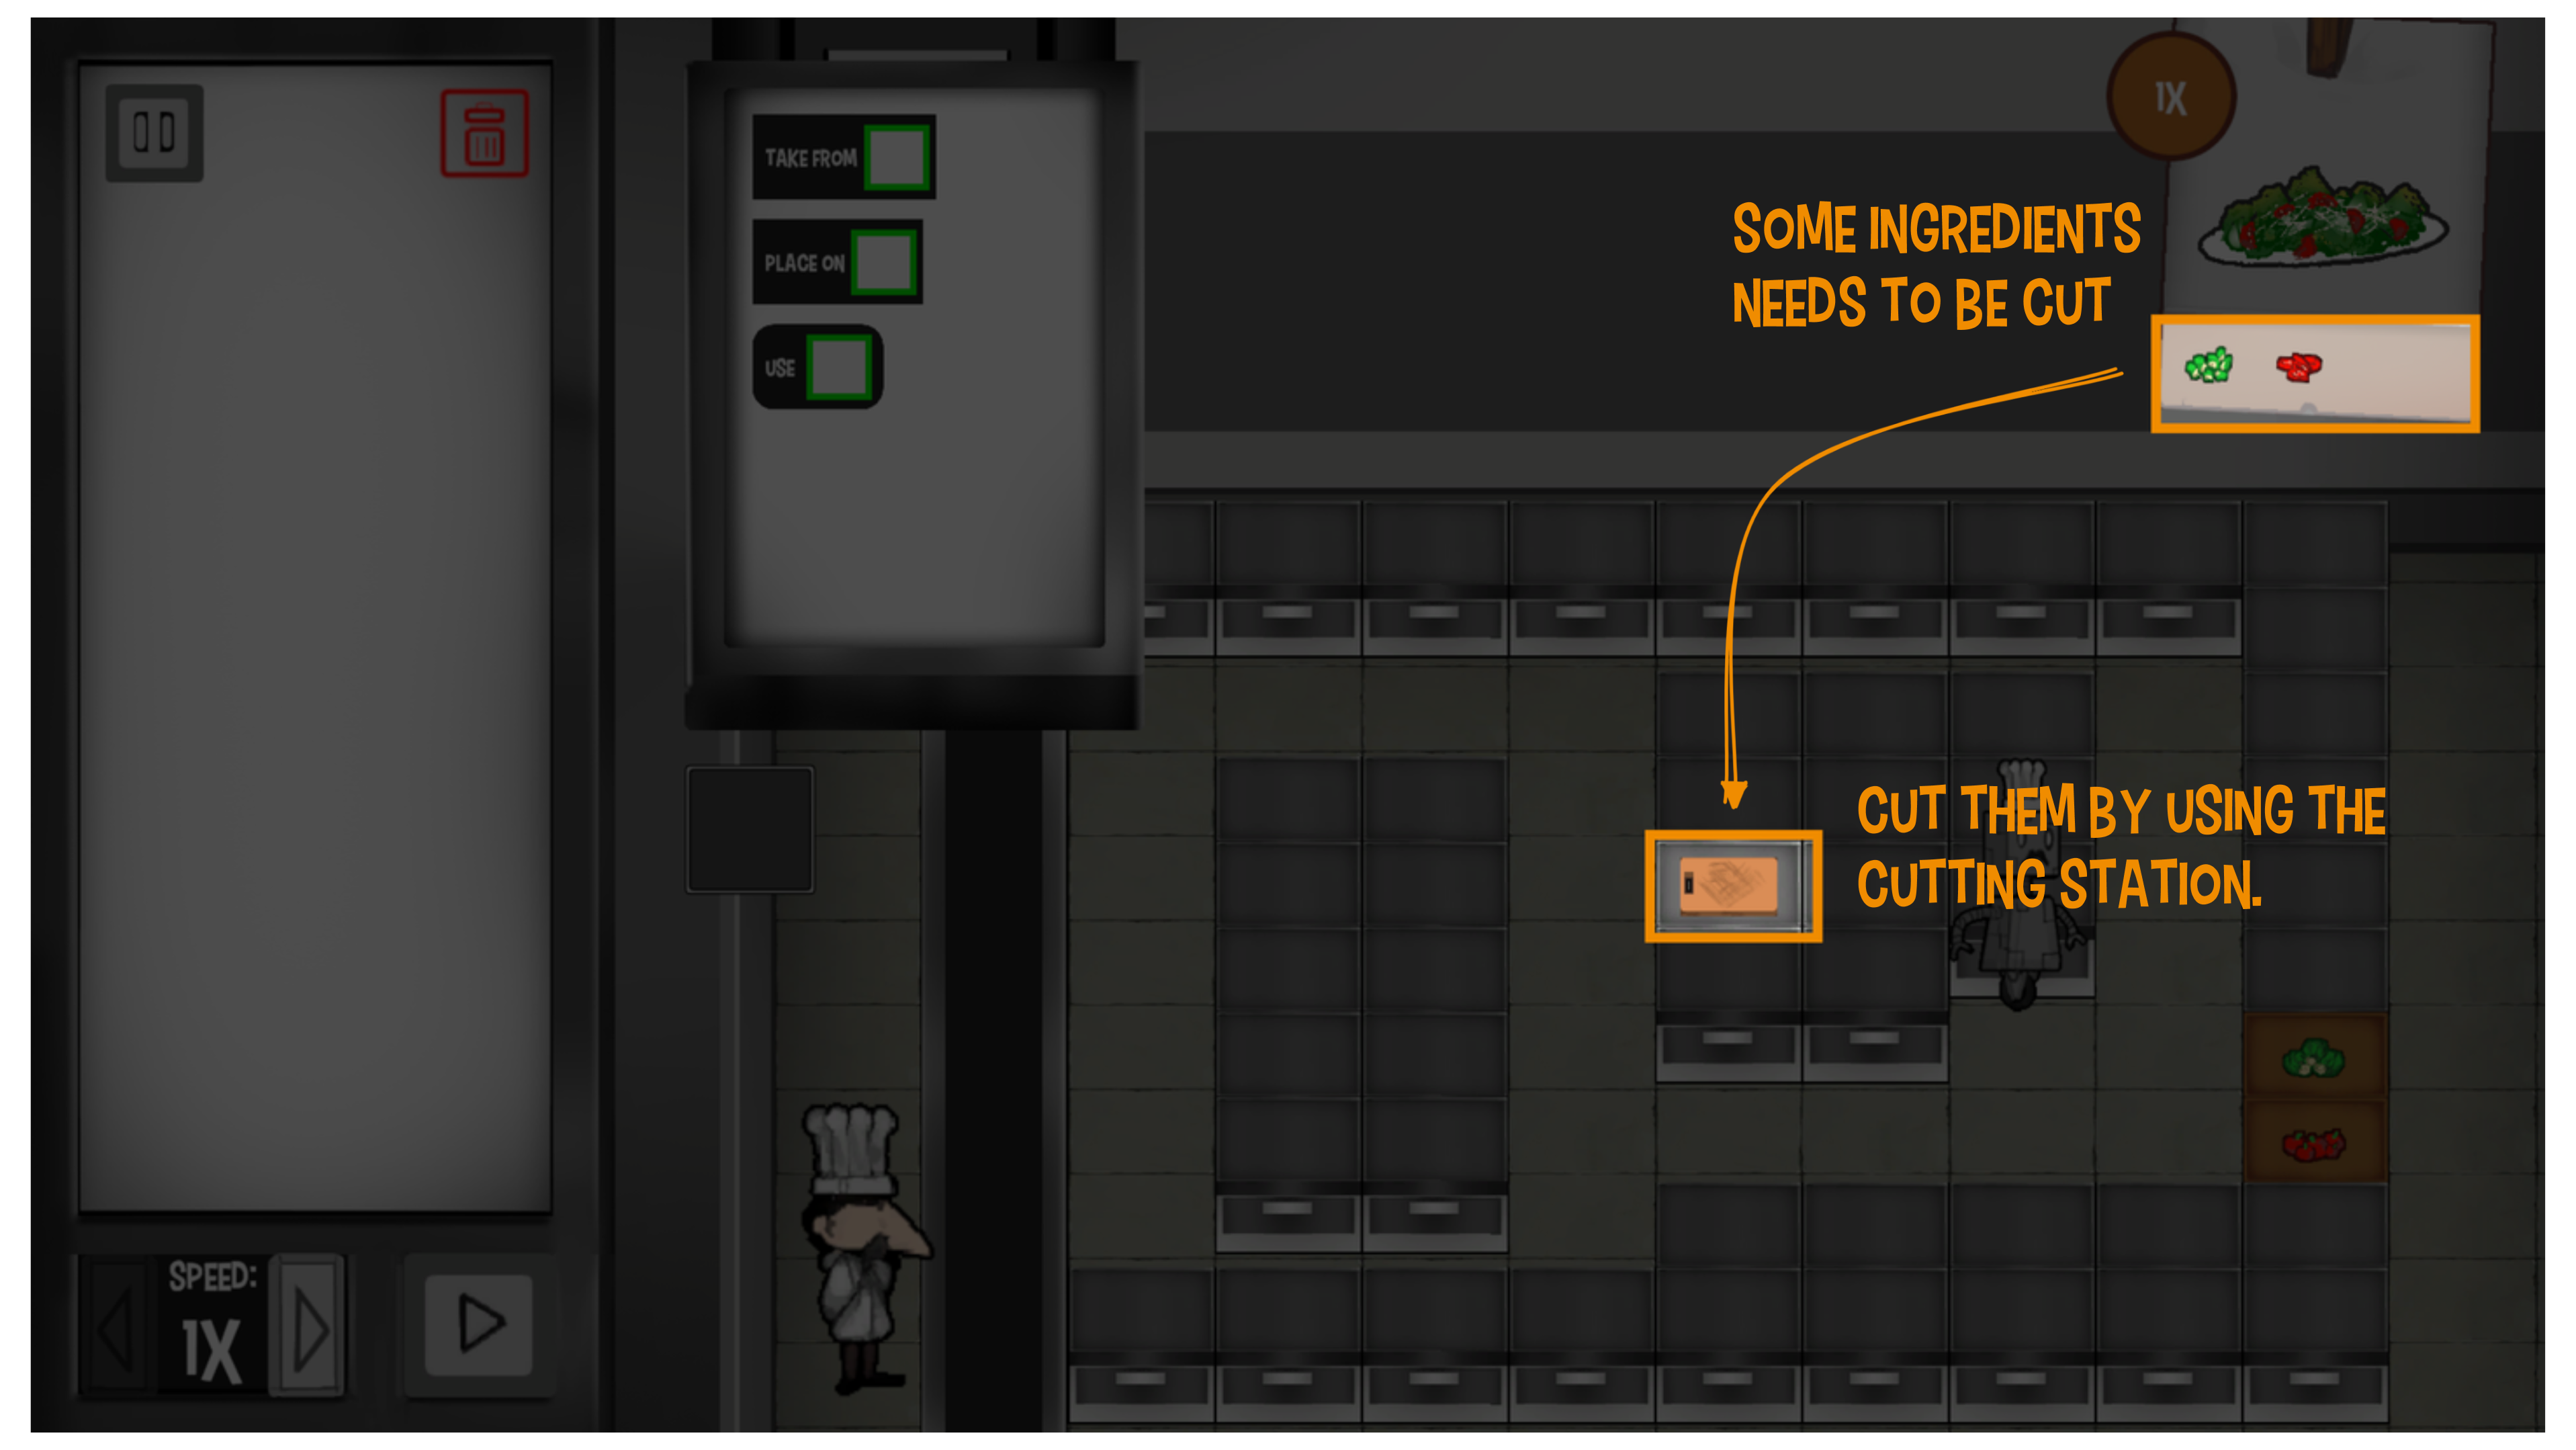 TAKE FROM
PLACE ON
USE
1X
SOME INGREDIENTS
NEEDS TO BE CUT
CUT THEM BY USING THE
CUTTING STATION.
SPEED:
1X